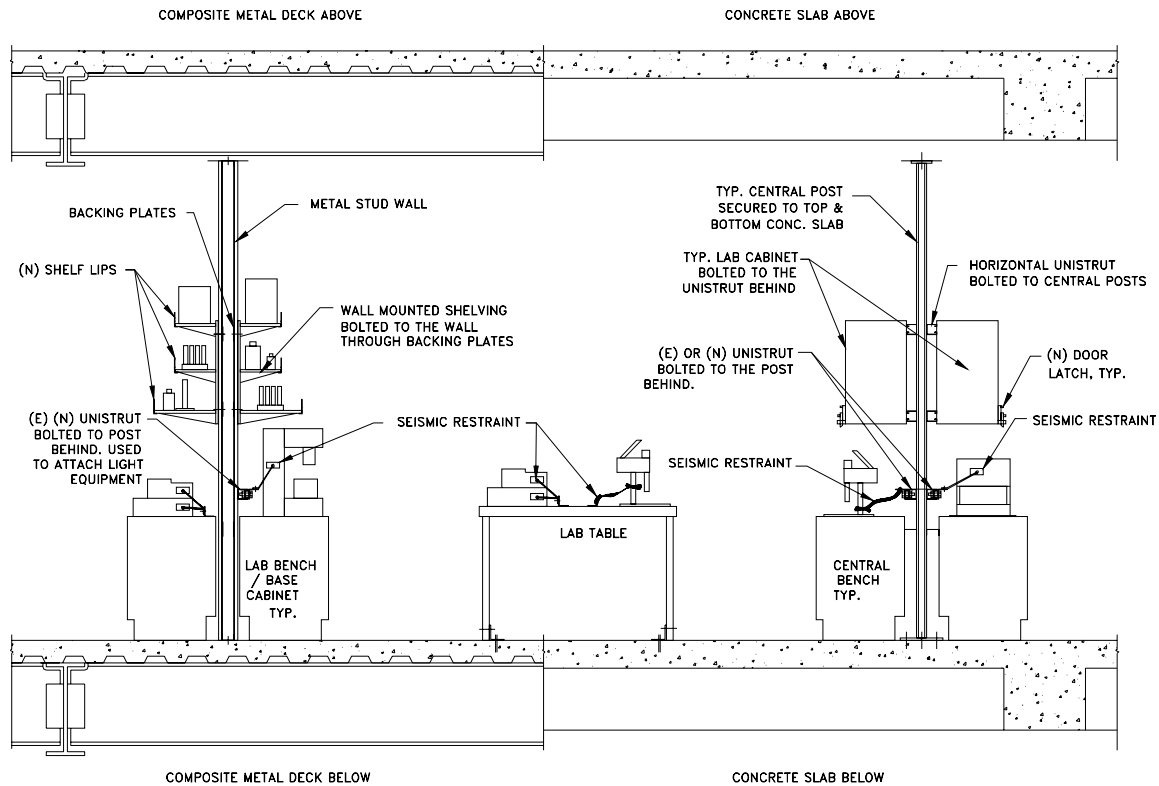 COMPOSITE METAL DECK ABOVE
CONCRETE SLAB ABOVE
BACKING PLATES
METAL STUD WALL
(N) SHELF LIPS
WALL MOUNTED SHELVING
BOLTED TO THE WALL
THROUGH BACKING PLATES
(E) (N) UNISTRUT
BOLTED TO POST
BEHIND. USED
TO ATTACH LIGHT
EQUIPMENT
SEISMIC RESTRAINT
LAB BENCH
/ BASE
CABINET
TYP.
LAB TABLE
TYP. CENTRAL POST
SECURED TO TOP &
BOTTOM CONC. SLAB
TYP. LAB CABINET
BOLTED TO THE
UNISTRUT BEHIND
HORIZONTAL UNISTRUT
BOLTED TO CENTRAL POSTS
(E) OR (N) UNISTRUT
BOLTED TO THE POST
BEHIND.
(N) DOOR
LATCH, TYP.
SEISMIC RESTRAINT
SEISMIC RESTRAINT
CENTRAL
BENCH
TYP.
COMPOSITE METAL DECK BELOW
CONCRETE SLAB BELOW